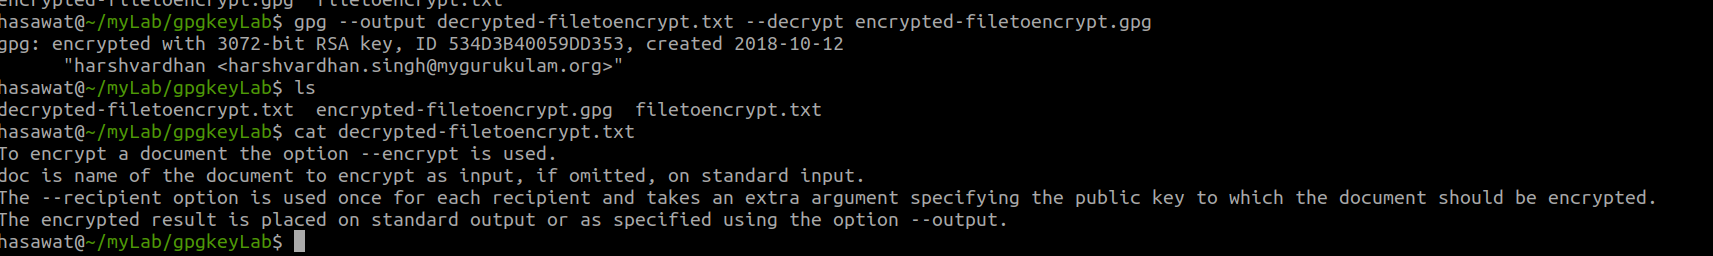 encrypted-filetoencrypt.gpg  filetoencrypt.txt
hasawat@~/myLab/gpgkeyLab$ gpg --output decrypted-filetoencrypt.txt --decrypt encrypted-filetoencrypt.gpg
gpg: encrypted with 3072-bit RSA key, ID 534D3B40059DD353, created 2018-10-12
      "harshvardhan <harshvardhan.singh@mygurukulam.org>"
hasawat@~/myLab/gpgkeyLab$ ls
decrypted-filetoencrypt.txt  encrypted-filetoencrypt.gpg  filetoencrypt.txt
hasawat@~/myLab/gpgkeyLab$ cat decrypted-filetoencrypt.txt
To encrypt a document the option --encrypt is used.
doc is name of the document to encrypt as input, if omitted, on standard input.
The --recipient option is used once for each recipient and takes an extra argument specifying the public key to which the document should be encrypted.
The encrypted result is placed on standard output or as specified using the option --output.
hasawat@~/myLab/gpgkeyLab$